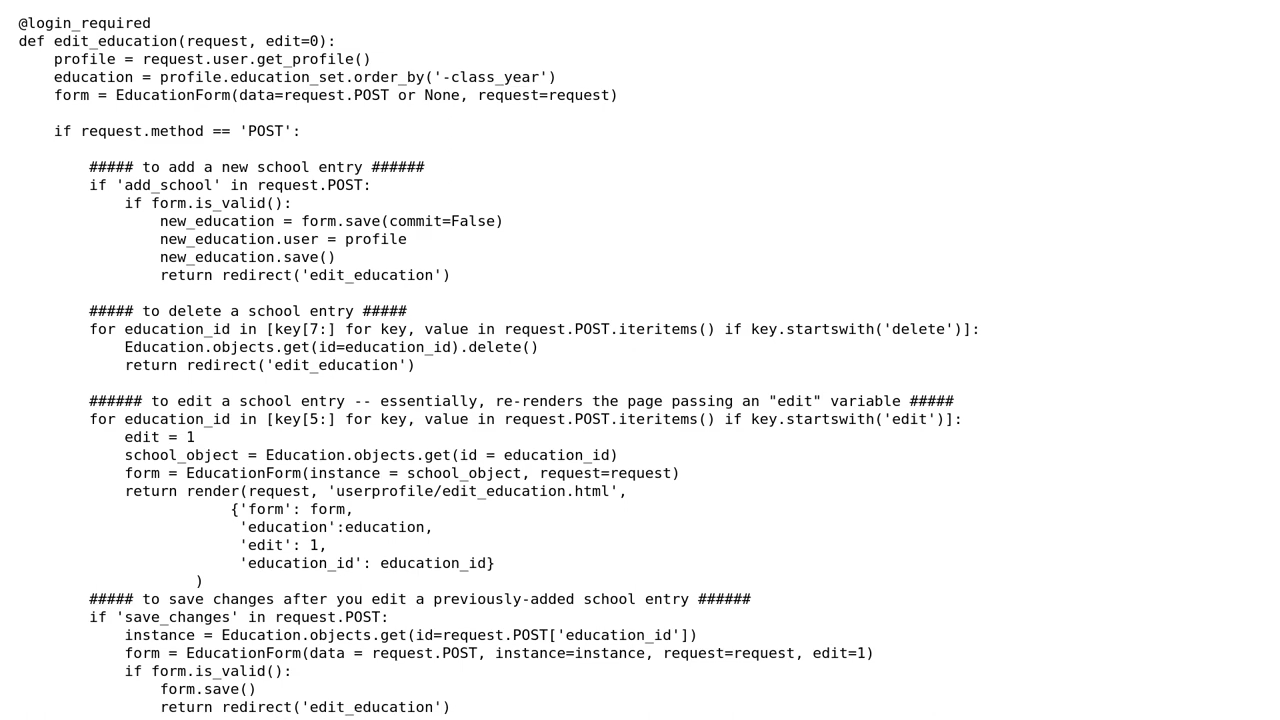 @login_required
def edit_education(request, edit=0):
    profile = request.user.get_profile()
    education = profile.education_set.order_by('-class_year')
    form = EducationForm(data=request.POST or None, request=request)

    if request.method == 'POST':

        ##### to add a new school entry ######
        if 'add_school' in request.POST:
            if form.is_valid():
                new_education = form.save(commit=False)
                new_education.user = profile
                new_education.save()
                return redirect('edit_education')

        ##### to delete a school entry #####
        for education_id in [key[7:] for key, value in request.POST.iteritems() if key.startswith('delete')]:
            Education.objects.get(id=education_id).delete()
            return redirect('edit_education')

        ###### to edit a school entry -- essentially, re-renders the page passing an "edit" variable #####
        for education_id in [key[5:] for key, value in request.POST.iteritems() if key.startswith('edit')]:
            edit = 1
            school_object = Education.objects.get(id = education_id)
            form = EducationForm(instance = school_object, request=request)
            return render(request, 'userprofile/edit_education.html',
                        {'form': form,
                         'education':education,
                         'edit': 1,
                         'education_id': education_id}
                    )
        ##### to save changes after you edit a previously-added school entry ######
        if 'save_changes' in request.POST:
            instance = Education.objects.get(id=request.POST['education_id'])
            form = EducationForm(data = request.POST, instance=instance, request=request, edit=1)
            if form.is_valid():
                form.save()
                return redirect('edit_education')